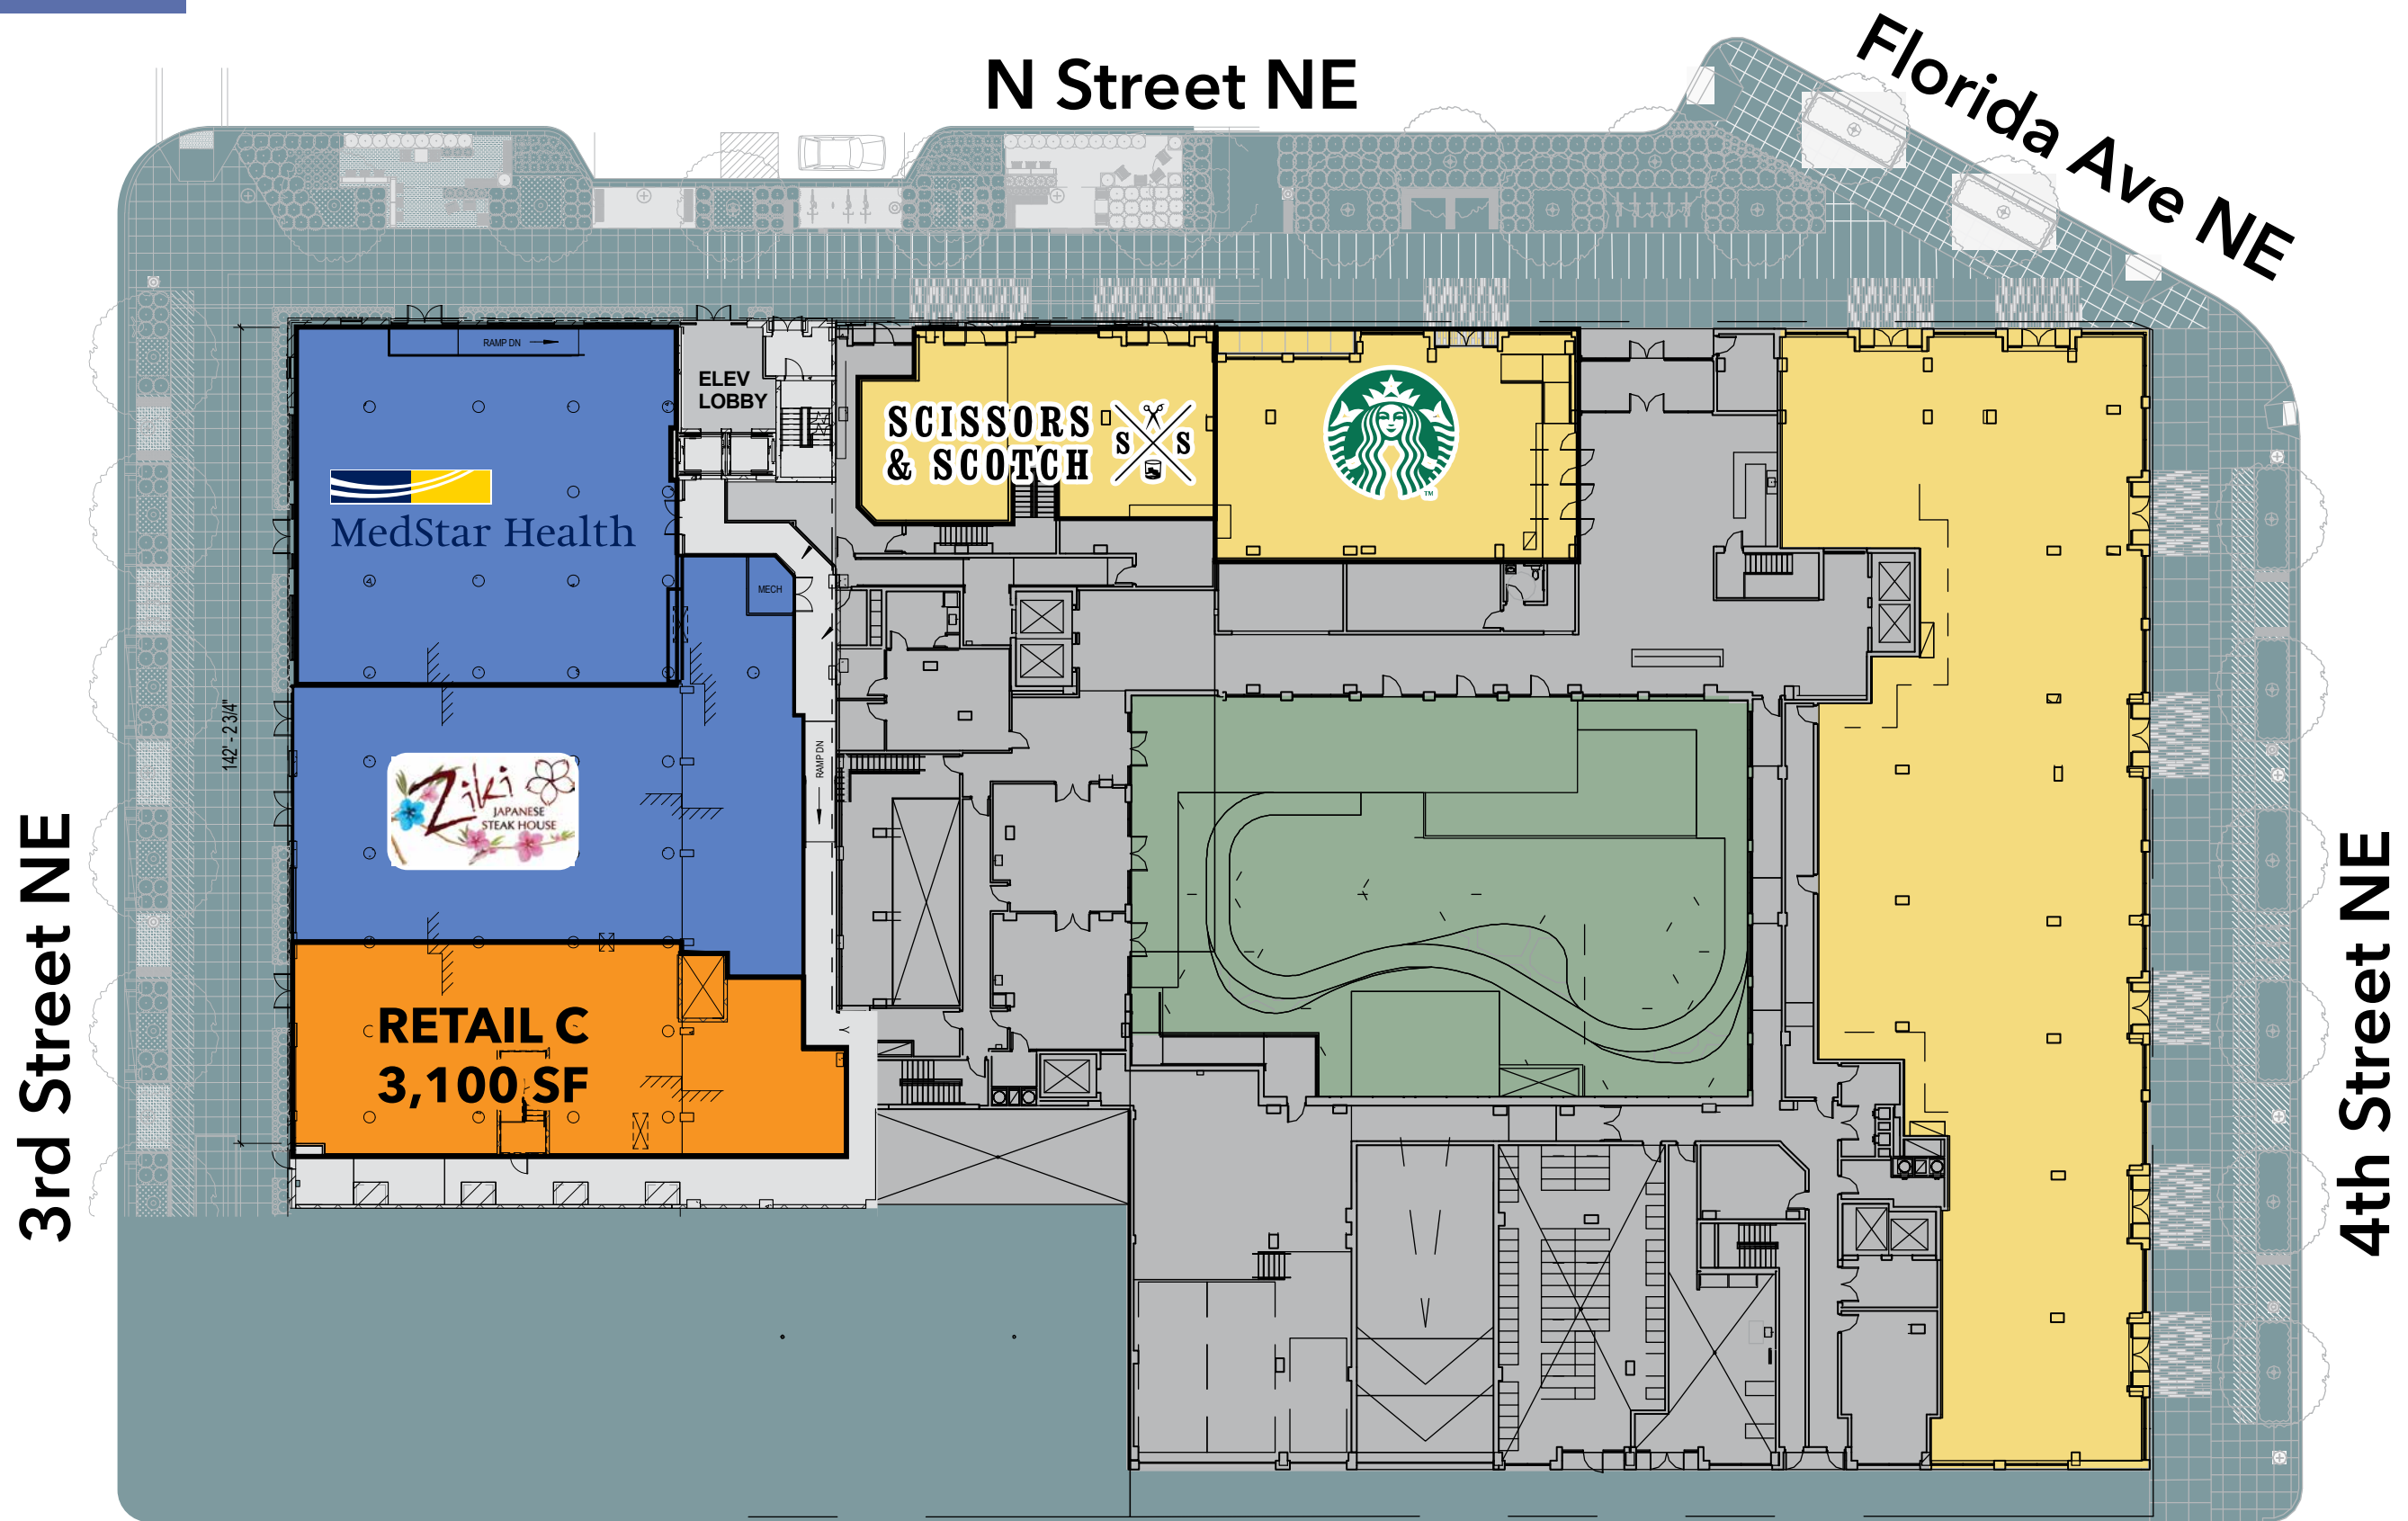 N Street NE
Florida Ave NE
RAMP DN
ELEV
LOBBY
SCISSORS
& SCOTCH
S S
TM
MedStar Health
MECH
142' - 2 3/4"
RAMP DN
Ziki
JAPANESE
STEAK HOUSE
3rd Street NE
4th Street NE
RETAIL C
3,100 SF